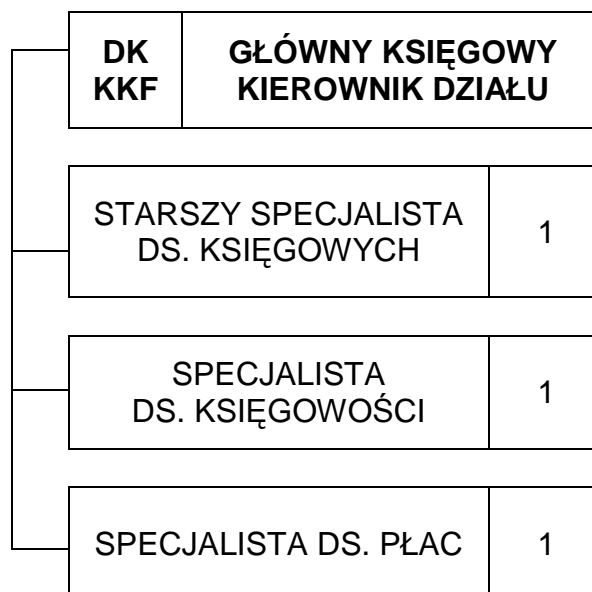 DK
KKF
GŁÓWNY KSIĘGOWY
KIEROWNIK DZIAŁU
STARSZY SPECJALISTA
DS. KSIĘGOWYCH
1
SPECJALISTA
DS. KSIĘGOWOŚCI
1
SPECJALISTA DS. PŁAC
1